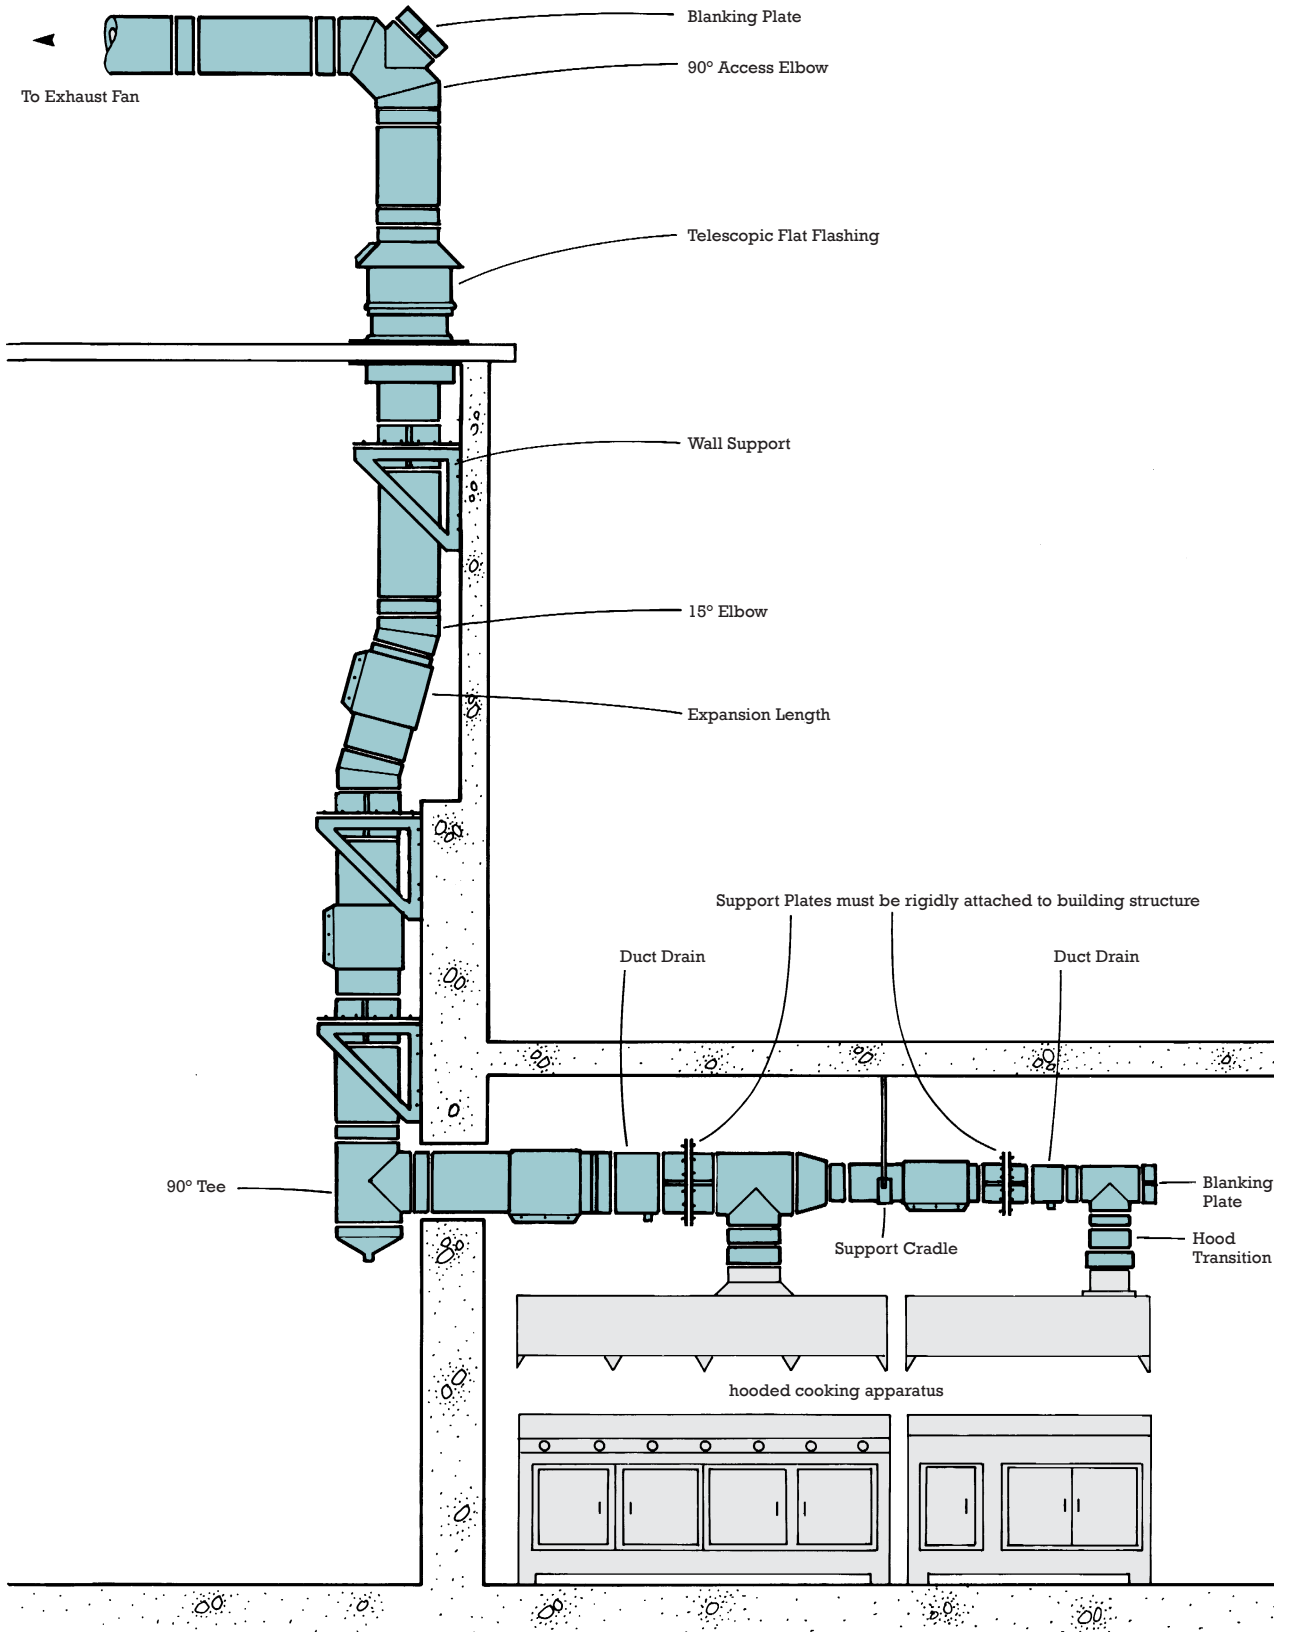 Blanking Plate
90° Access Elbow
To Exhaust Fan
Telescopic Flat Flashing
Wall Support
15° Elbow
Expansion Length
Support Plates must be rigidly attached to building structure
Duct Drain
Duct Drain
90° Tee
Blanking
Plate
Support Cradle
Hood
Transition
hooded cooking apparatus